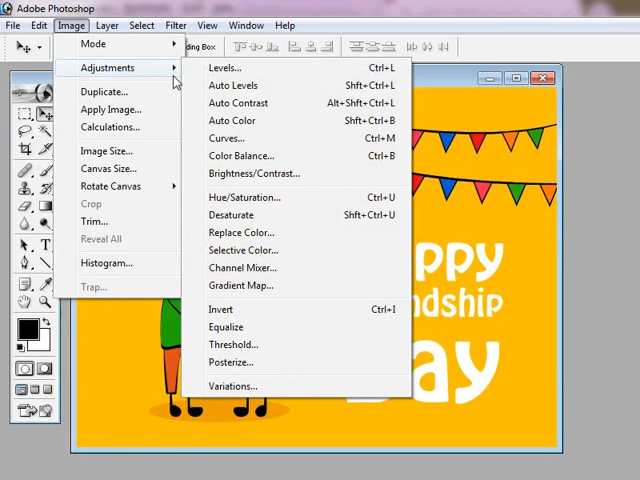 Adobe Photoshop
File Edit Image Layer Select Filter View Window Help
Mode
Adjustments
Duplicate...
Apply Image...
Calculations...
Image Size...
Canvas Size...
Rotate Canvas
Crop
Trim...
Reveal All
Histogram...
Trap...
Levels... Ctrl+L
Auto Levels Shft+Ctrl+L
Auto Contrast Alt+Shft+Ctrl+L
Auto Color Shft+Ctrl+B
Curves... Ctrl+M
Color Balance... Ctrl+B
Brightness/Contrast...
Hue/Saturation... Ctrl+U
Desaturate Shft+Ctrl+U
Replace Color...
Selective Color...
Channel Mixer...
Gradient Map...
Invert Ctrl+I
Equalize
Threshold...
Posterize...
Variations...
ding Box
ppy
ndship
Day